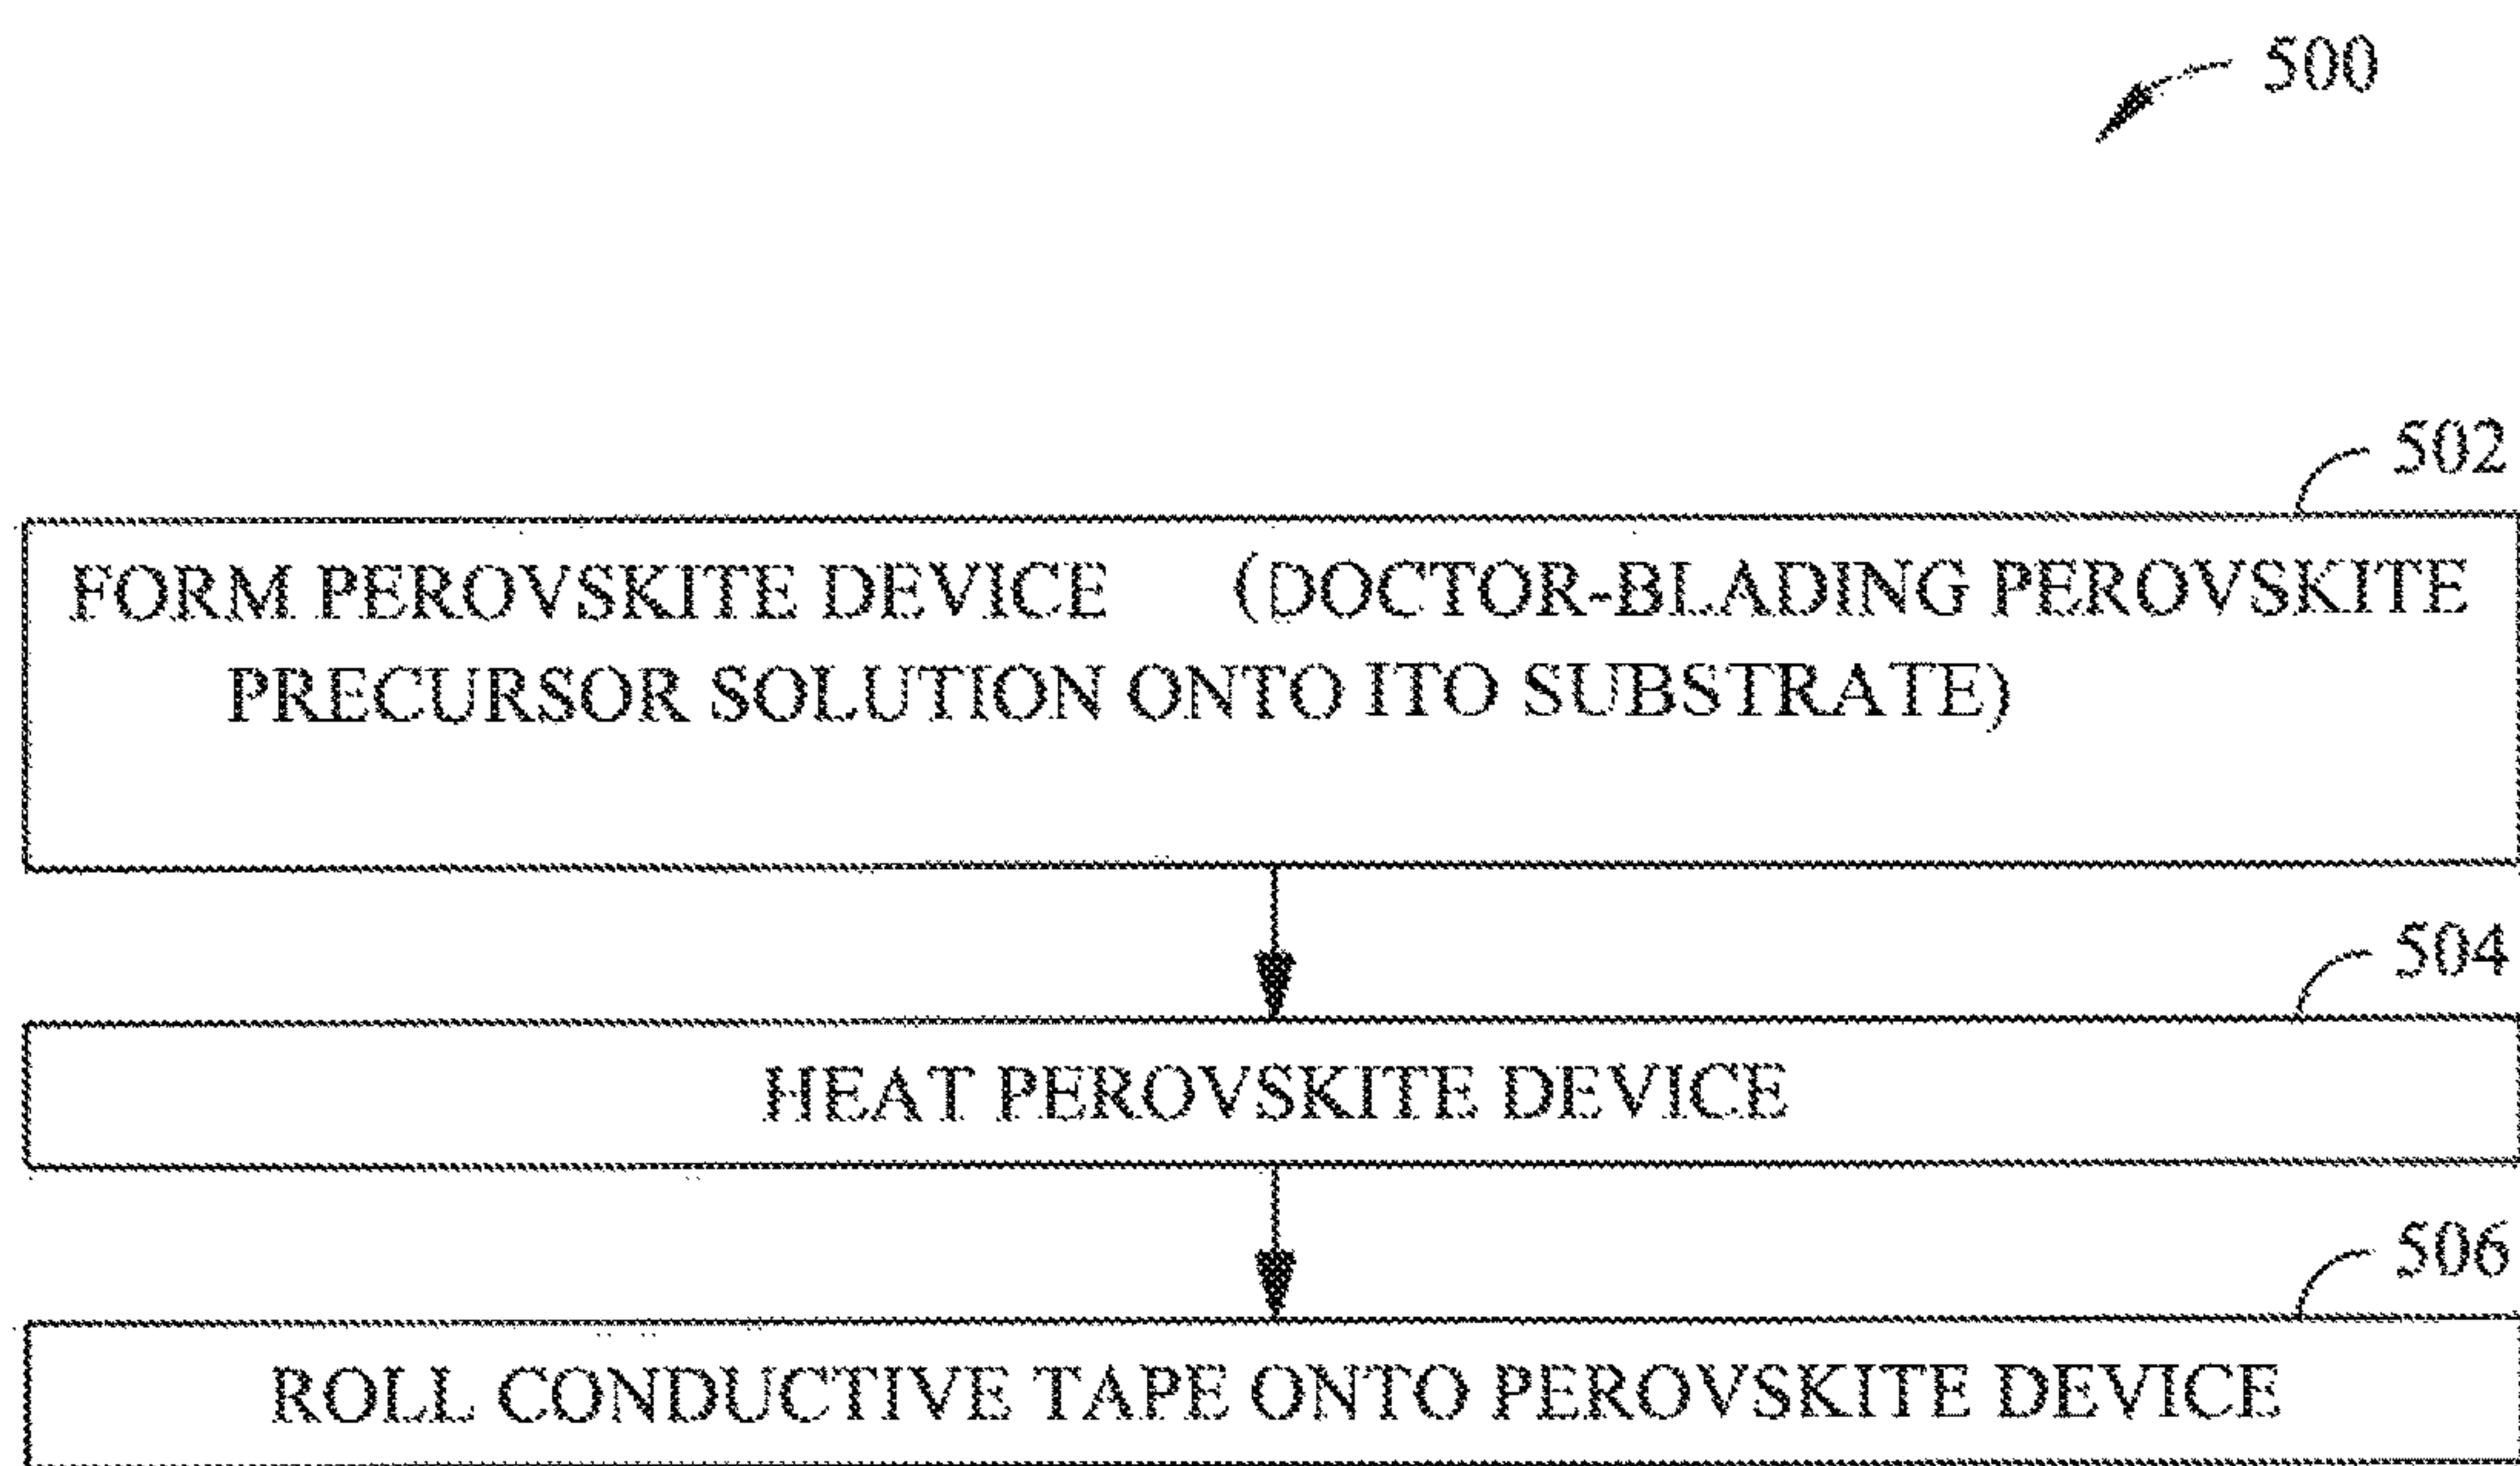 500
502
FORM PEROVSKITE DEVICE (DOCTOR-BLADING PEROVSKITE
PRECURSOR SOLUTION ONTO ITO SUBSTRATE)
504
HEAT PEROVSKITE DEVICE
506
ROLL CONDUCTIVE TAPE ONTO PEROVSKITE DEVICE